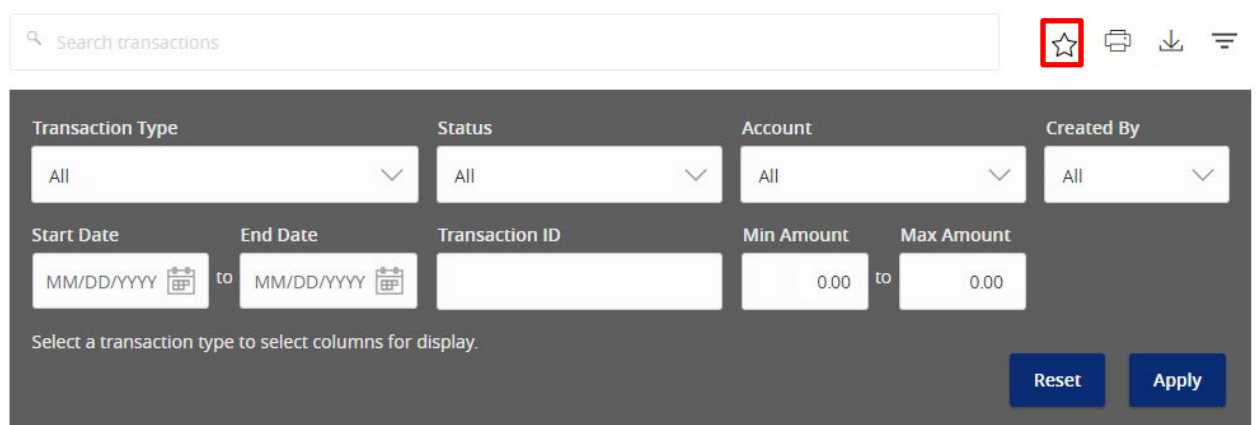 Search transactions
Transaction Type Status Account Created By
All All All All
Start Date End Date Transaction ID Min Amount Max Amount
MM/DD/YYYY to MM/DD/YYYY 0.00 to 0.00
Select a transaction type to select columns for display.
Reset Apply